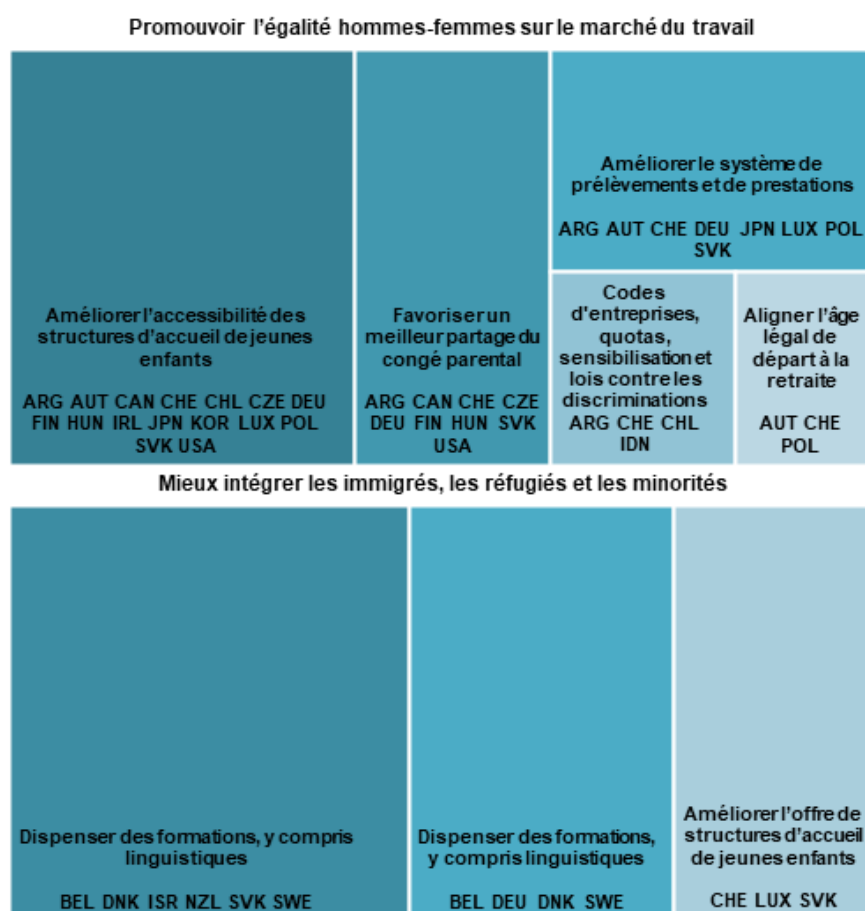 Promouvoir l'égalité hommes-femmes sur le marché du travail
Améliorer l'accessibilité des
structures d'accueil de jeunes
enfants
ARG AUT CAN CHE CHL CZE DEU
FIN HUN IRL JPN KOR LUX POL
SVK USA
Favoriser un
meilleur partage du
congé parental
ARG CAN CHE CZE
DEU FIN HUN SVK
USA
Améliorer le système de
prélèvements et de prestations
ARG AUT CHE DEU JPN LUX POL
SVK
Codes
d'entreprises,
quotas,
sensibilisation et
lois contre les
discriminations
ARG CHE CHL
IDN
Aligner l'âge
légal de
départ à la
retraite
AUT CHE
POL
Mieux intégrer les immigrés, les réfugiés et les minorités
Dispenser des formations, y compris
linguistiques
BEL DNK ISR NZL SVK SWE
Dispenser des formations,
y compris linguistiques
BEL DEU DNK SWE
Améliorer l'offre de
structures d'accueil
de jeunes enfants
CHE LUX SVK